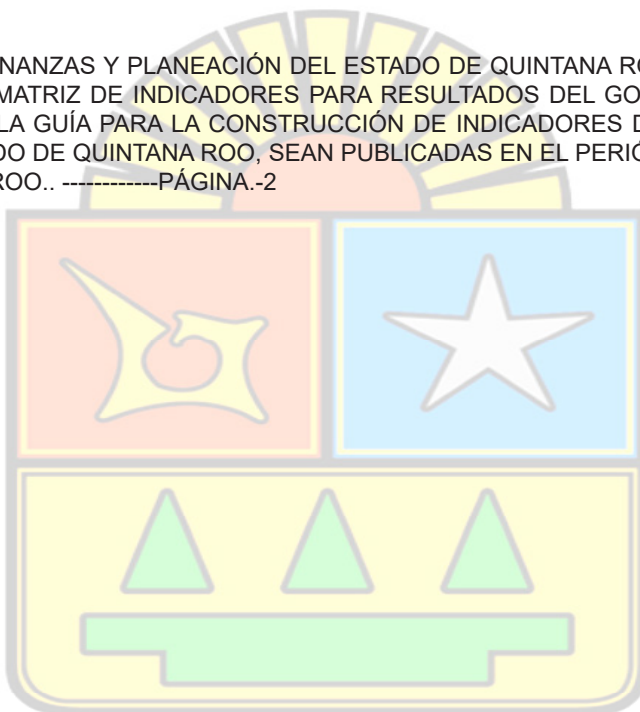 NANZAS Y PLANEACIÓN DEL ESTADO DE QUINTANA RO
MATRIZ DE INDICADORES PARA RESULTADOS DEL GO
LA GUÍA PARA LA CONSTRUCCIÓN DE INDICADORES D
DO DE QUINTANA ROO, SEAN PUBLICADAS EN EL PERIÓ
ROO.. ------------PÁGINA.-2